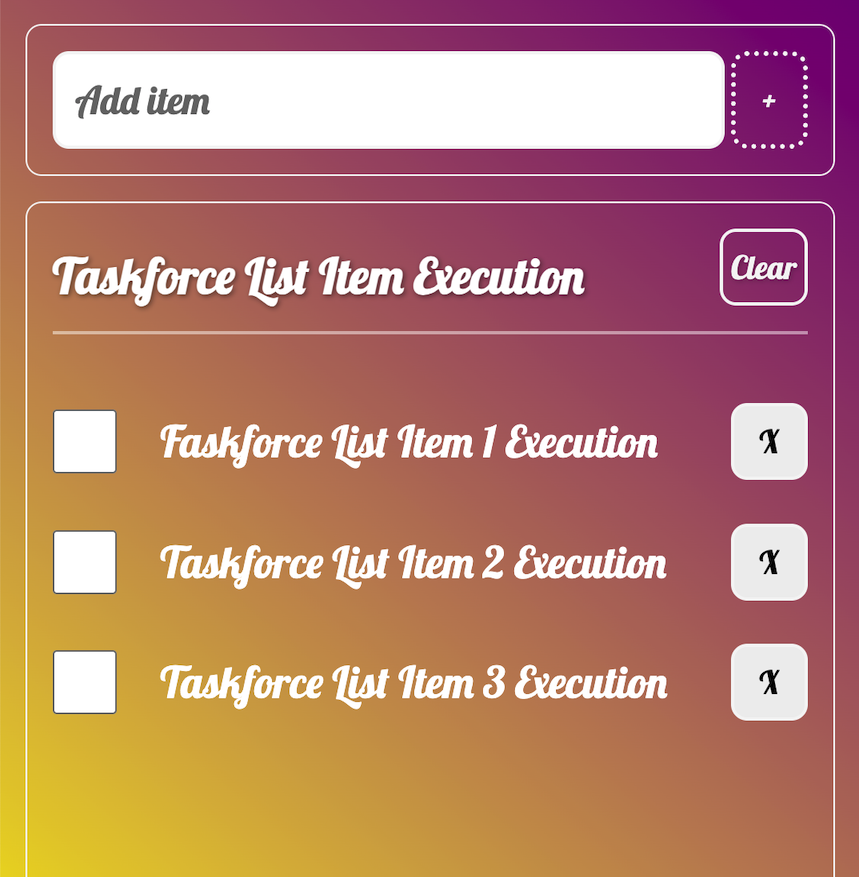 Add item
+
Taskforce List Item Execution
Clear
Faskforce List Item 1 Execution
X
Taskforce List Item 2 Execution
X
Taskforce List Item 3 Execution
X